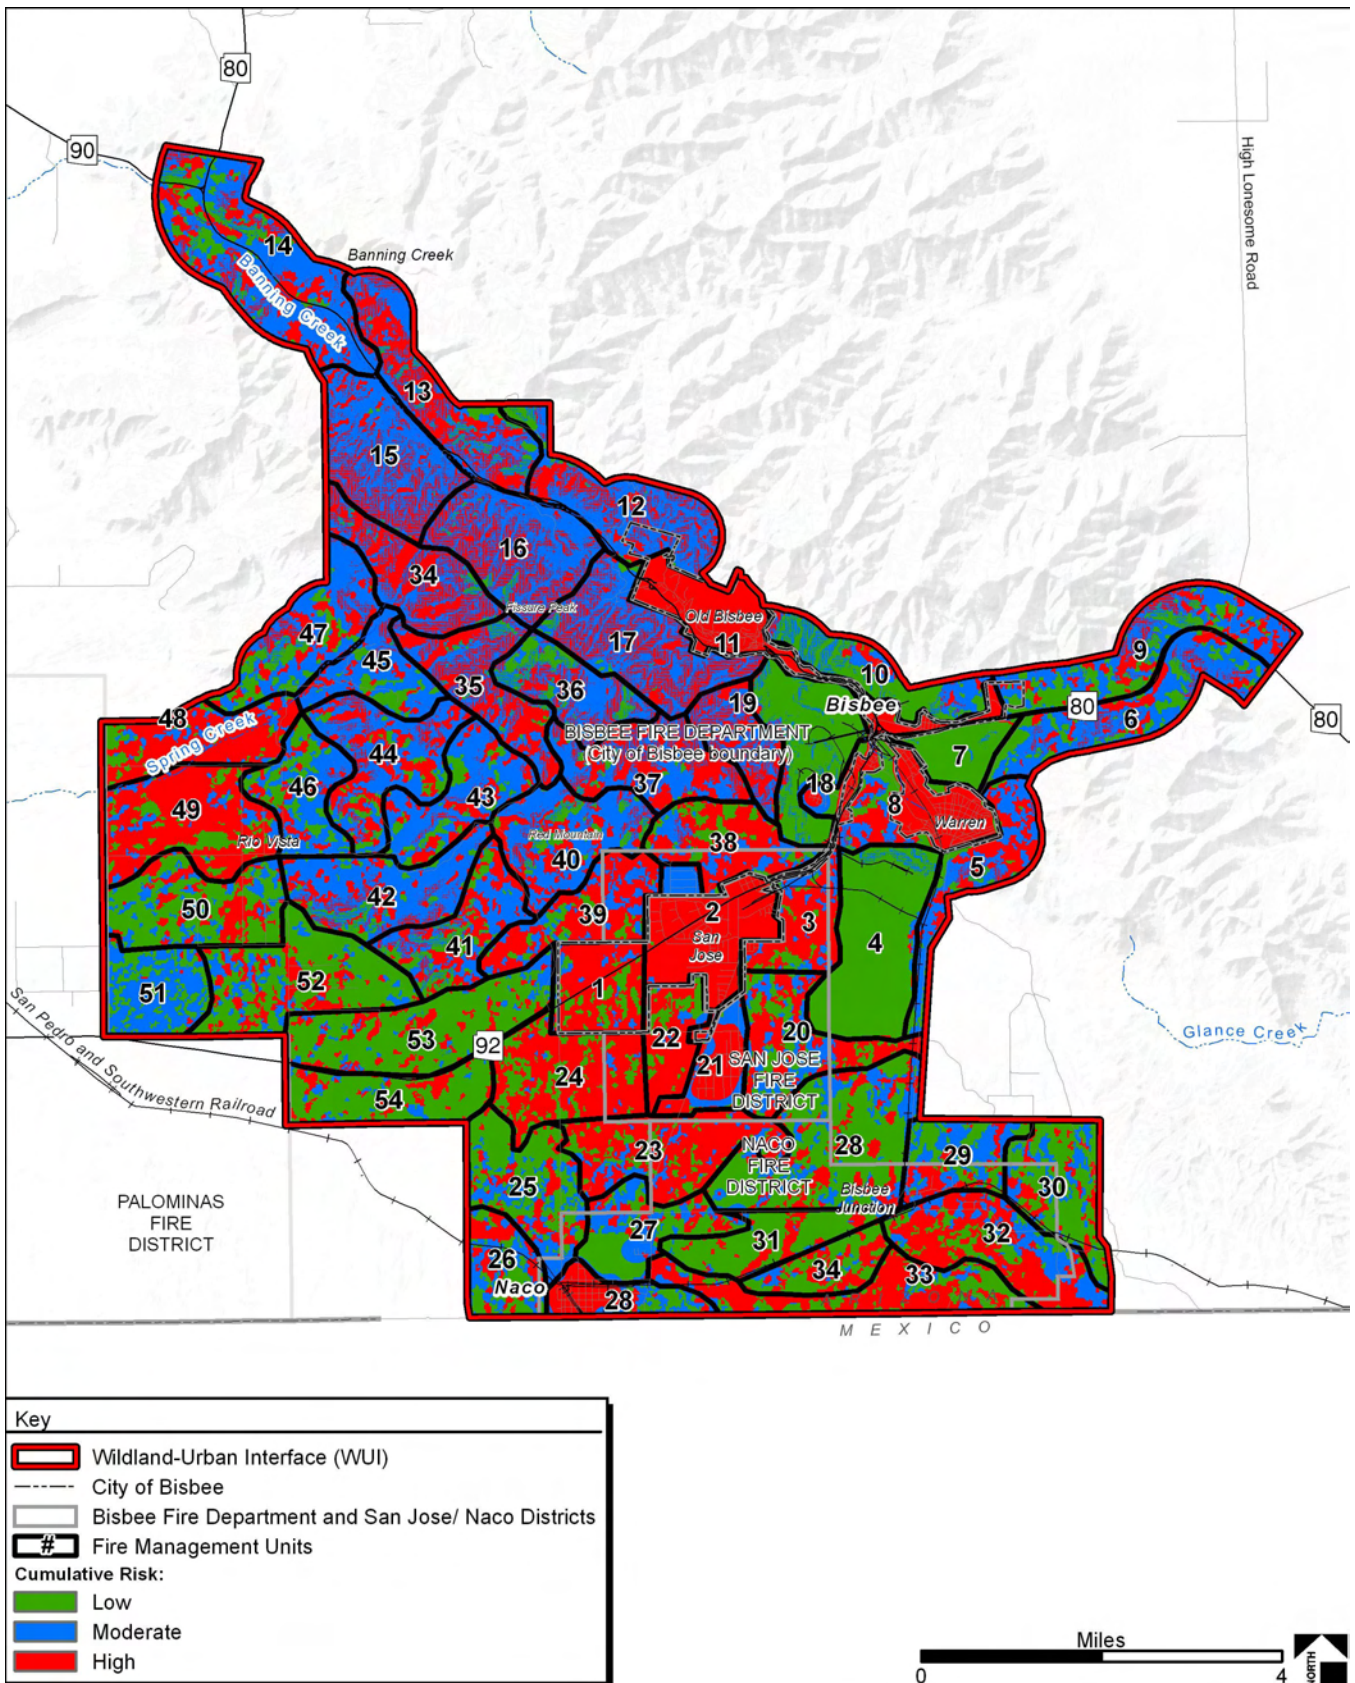 80
90
High Lonesome Road
14
Banning Creek
Banning Creek
13
15
12
16
34
Fissure Peak
Old Bisbee
47
17
11
45
9
35
36
10
19
Bisbee
80
6
80
48
Spring Creek
BISBEE FIRE DEPARTMENT
(City of Bisbee boundary)
44
7
46
43
37
18
8
49
Warren
Rio Vista
Red Mountain
38
40
5
42
50
39
2
3
San
Jose
4
41
52
51
1
San Pedro and Southwestern Railroad
53
92
22
20
Glance Creek
21
SAN JOSE
FIRE
DISTRICT
24
54
23
NACO
FIRE
DISTRICT
28
29
25
Bisbee
Junction
30
PALOMINAS
FIRE
DISTRICT
27
31
32
26
34
33
Naco
28
MEXICO
Key
Wildland-Urban Interface (WUI)
City of Bisbee
Bisbee Fire Department and San Jose/ Naco Districts
# Fire Management Units
Cumulative Risk:
Low
Moderate
High
Miles
0 4
NORTH